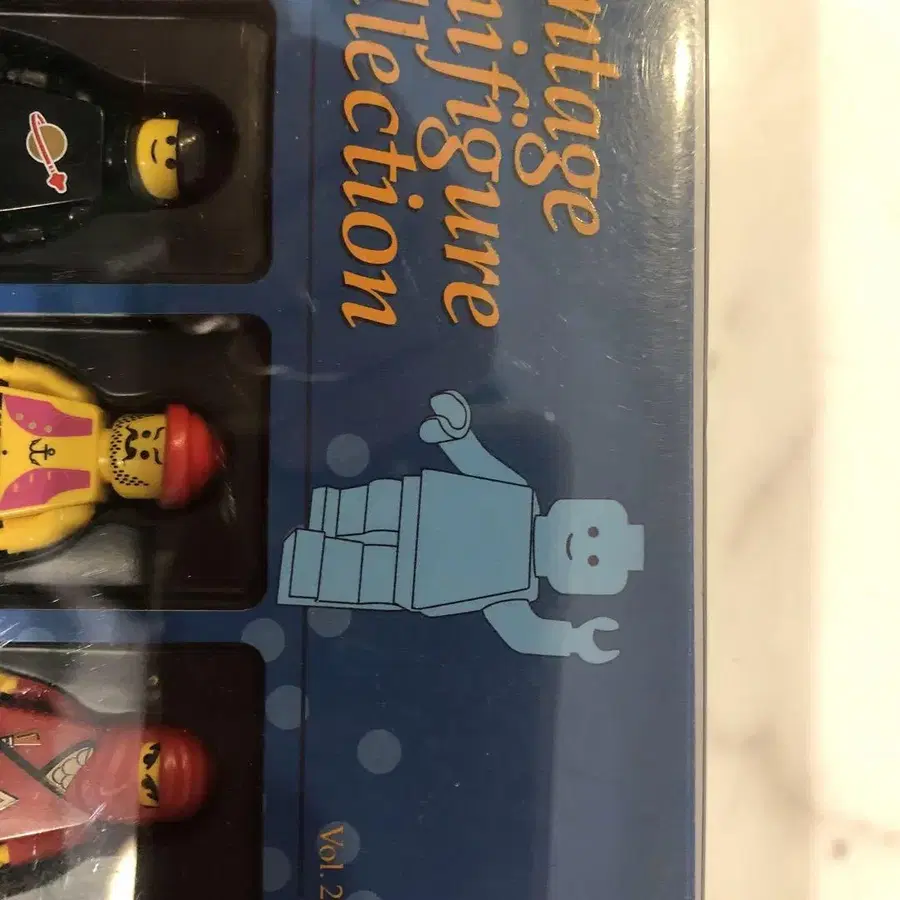 ntage
nifigure
llection
Vol. 2